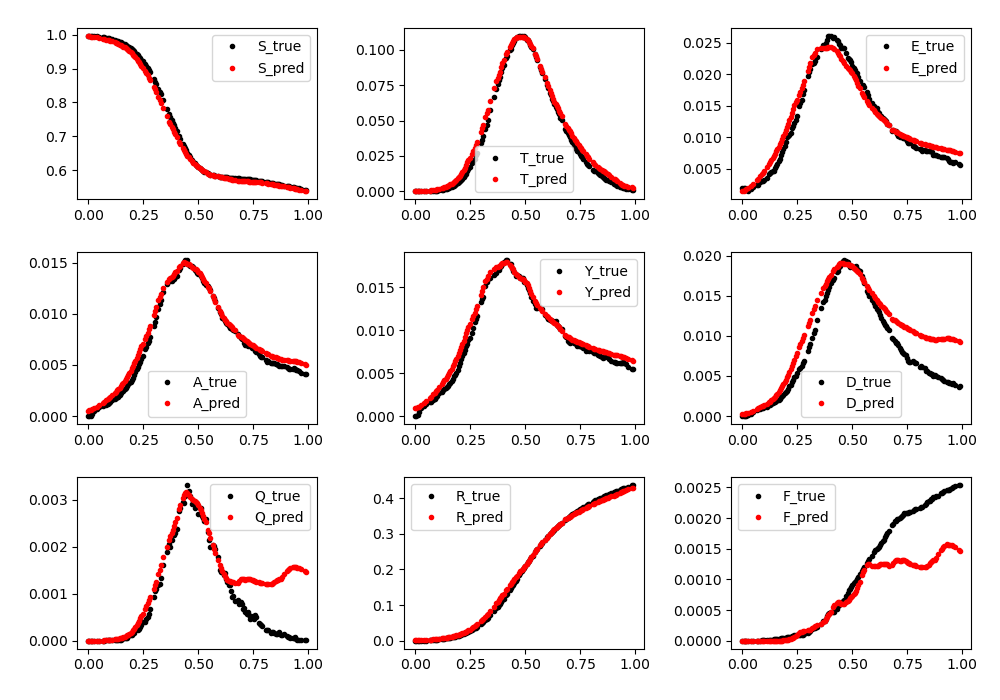 1.0
0.9
0.8
0.7
0.6
0.00 0.25 0.50 0.75 1.00
S_true
S_pred
0.100
0.075
0.050
0.025
0.000
0.00 0.25 0.50 0.75 1.00
T_true
T_pred
0.025
0.020
0.015
0.010
0.005
0.00 0.25 0.50 0.75 1.00
E_true
E_pred
0.015
0.010
0.005
0.000
0.00 0.25 0.50 0.75 1.00
A_true
A_pred
0.015
0.010
0.005
0.000
0.00 0.25 0.50 0.75 1.00
Y_true
Y_pred
0.020
0.015
0.010
0.005
0.000
0.00 0.25 0.50 0.75 1.00
D_true
D_pred
0.003
0.002
0.001
0.000
0.00 0.25 0.50 0.75 1.00
Q_true
Q_pred
0.4
0.3
0.2
0.1
0.0
0.00 0.25 0.50 0.75 1.00
R_true
R_pred
0.0025
0.0020
0.0015
0.0010
0.0005
0.0000
0.00 0.25 0.50 0.75 1.00
F_true
F_pred